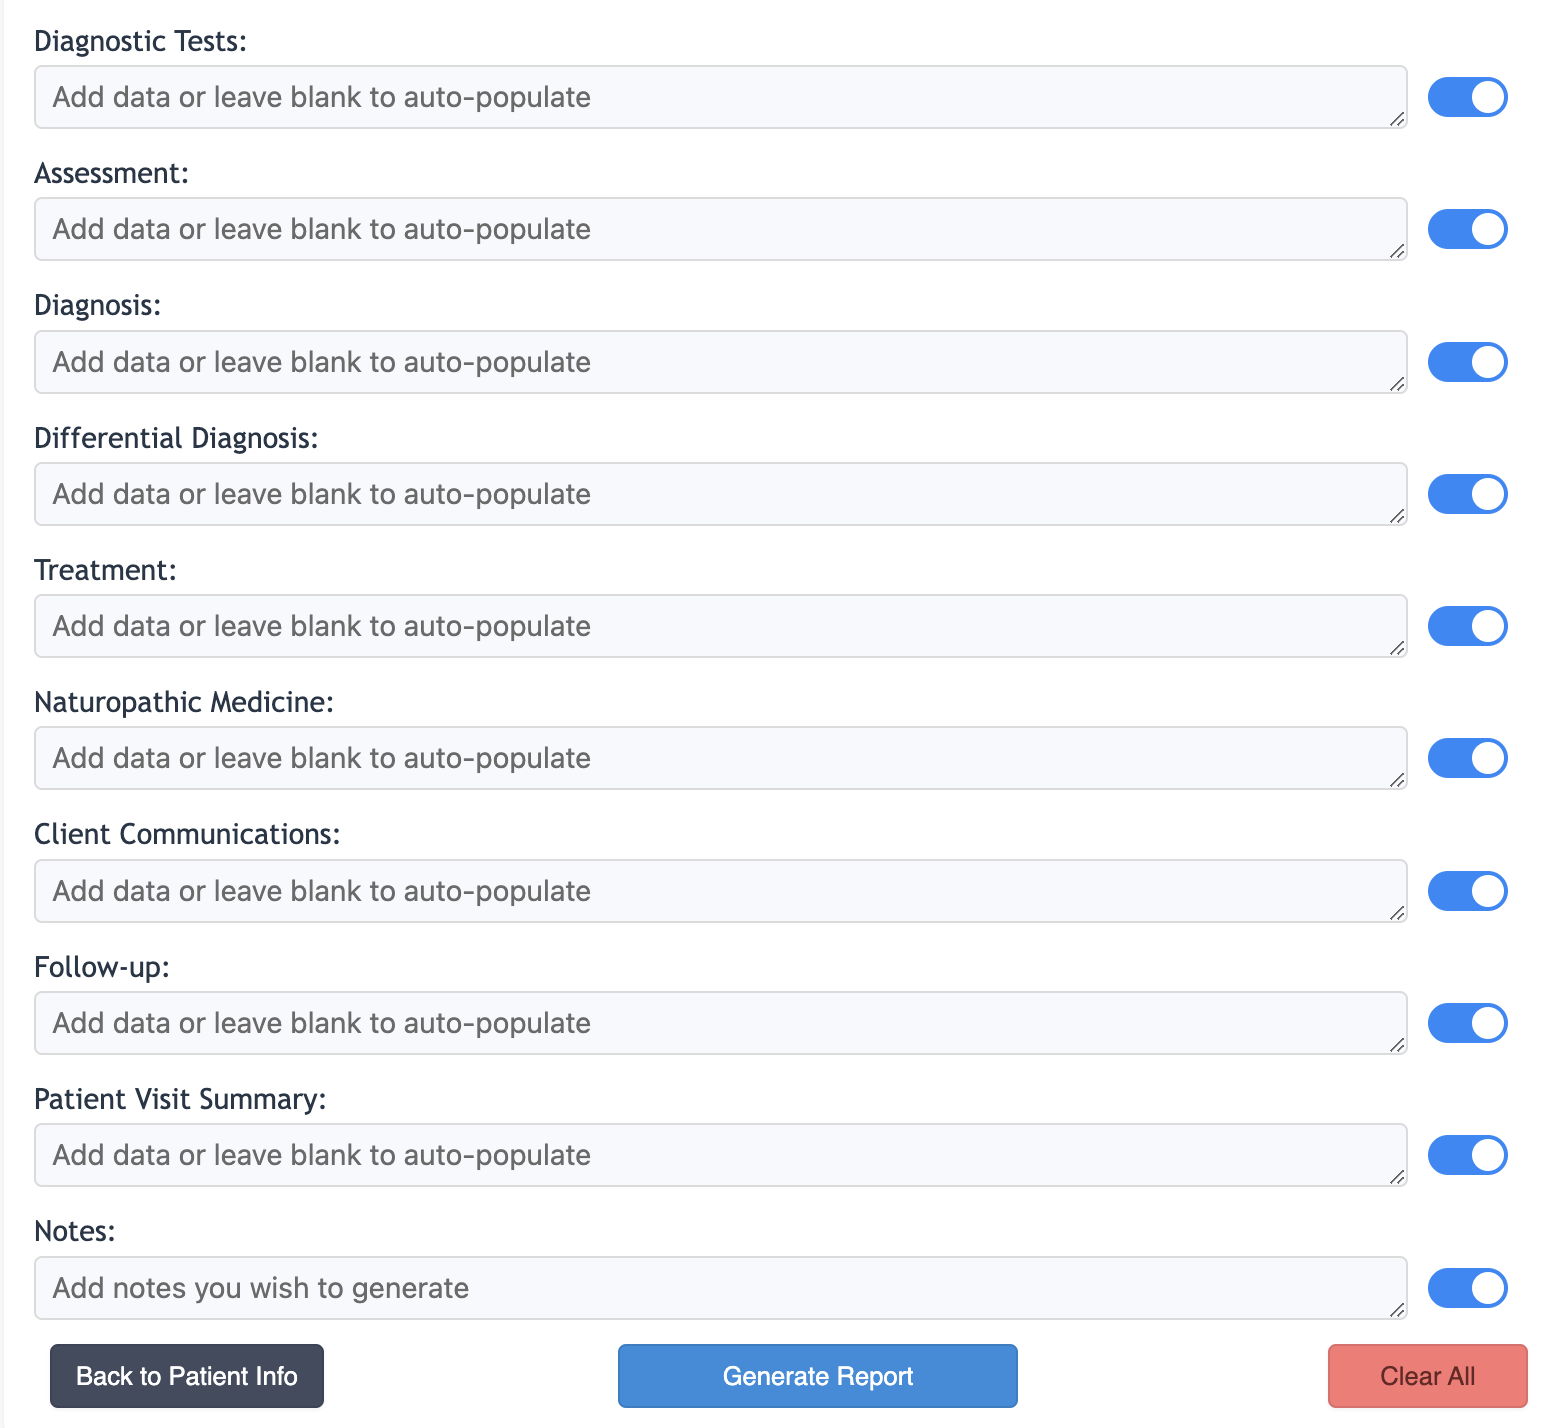 Diagnostic Tests:
Add data or leave blank to auto-populate
Assessment:
Add data or leave blank to auto-populate
Diagnosis:
Add data or leave blank to auto-populate
Differential Diagnosis:
Add data or leave blank to auto-populate
Treatment:
Add data or leave blank to auto-populate
Naturopathic Medicine:
Add data or leave blank to auto-populate
Client Communications:
Add data or leave blank to auto-populate
Follow-up:
Add data or leave blank to auto-populate
Patient Visit Summary:
Add data or leave blank to auto-populate
Notes:
Add notes you wish to generate
Back to Patient Info
Generate Report
Clear All